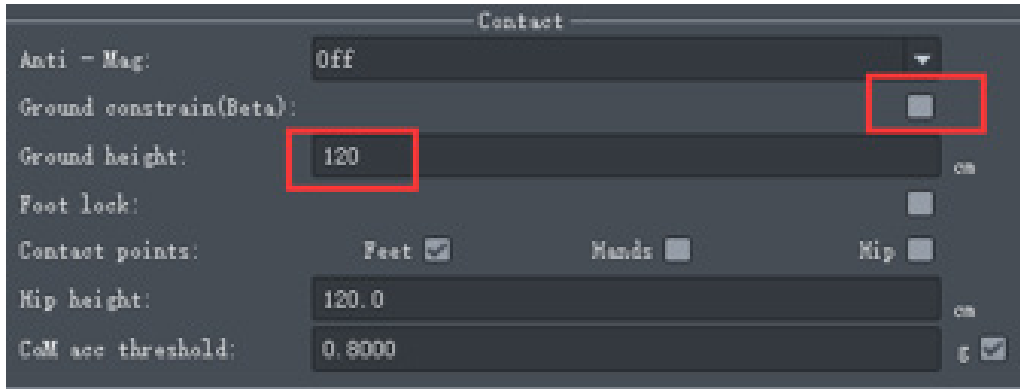 Contact
Anti - Mag: Off
Ground constrain(Beta):
Ground height: 120 cm
Foot lock:
Contact points: Feet Hands Hip
Hip height: 120.0 cm
CoM acc threshold: 0.8000 g